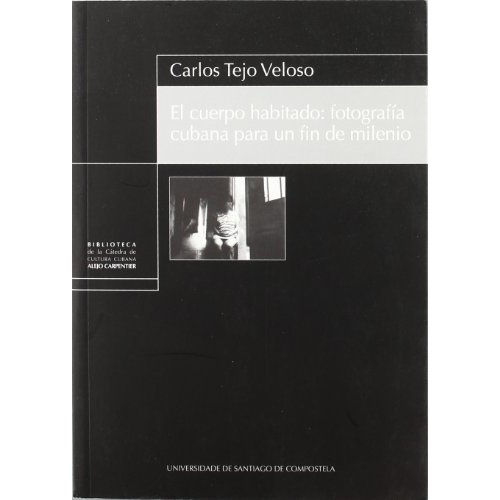 Carlos Tejo Veloso
El cuerpo habitado: fotografía
cubana para un fin de milenio
BIBLIOTECA
de la Cátedra de
CULTURA CUBANA
ALEJO CARPENTIER
UNIVERSIDADE DE SANTIAGO DE COMPOSTELA